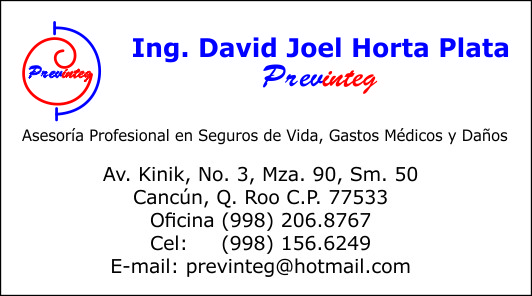 Previnteg
Ing. David Joel Horta Plata
Previnteg
Asesoría Profesional en Seguros de Vida, Gastos Médicos y Daños
Av. Kinik, No. 3, Mza. 90, Sm. 50
Cancún, Q. Roo C.P. 77533
Oficina (998) 206.8767
Cel: (998) 156.6249
E-mail: previnteg@hotmail.com